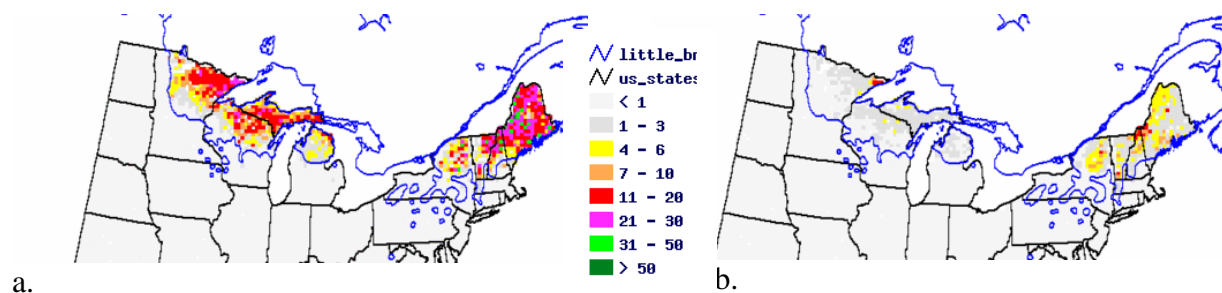 little_br
us_states
< 1
1 - 3
4 - 6
7 - 10
11 - 20
21 - 30
31 - 50
> 50
a.
b.